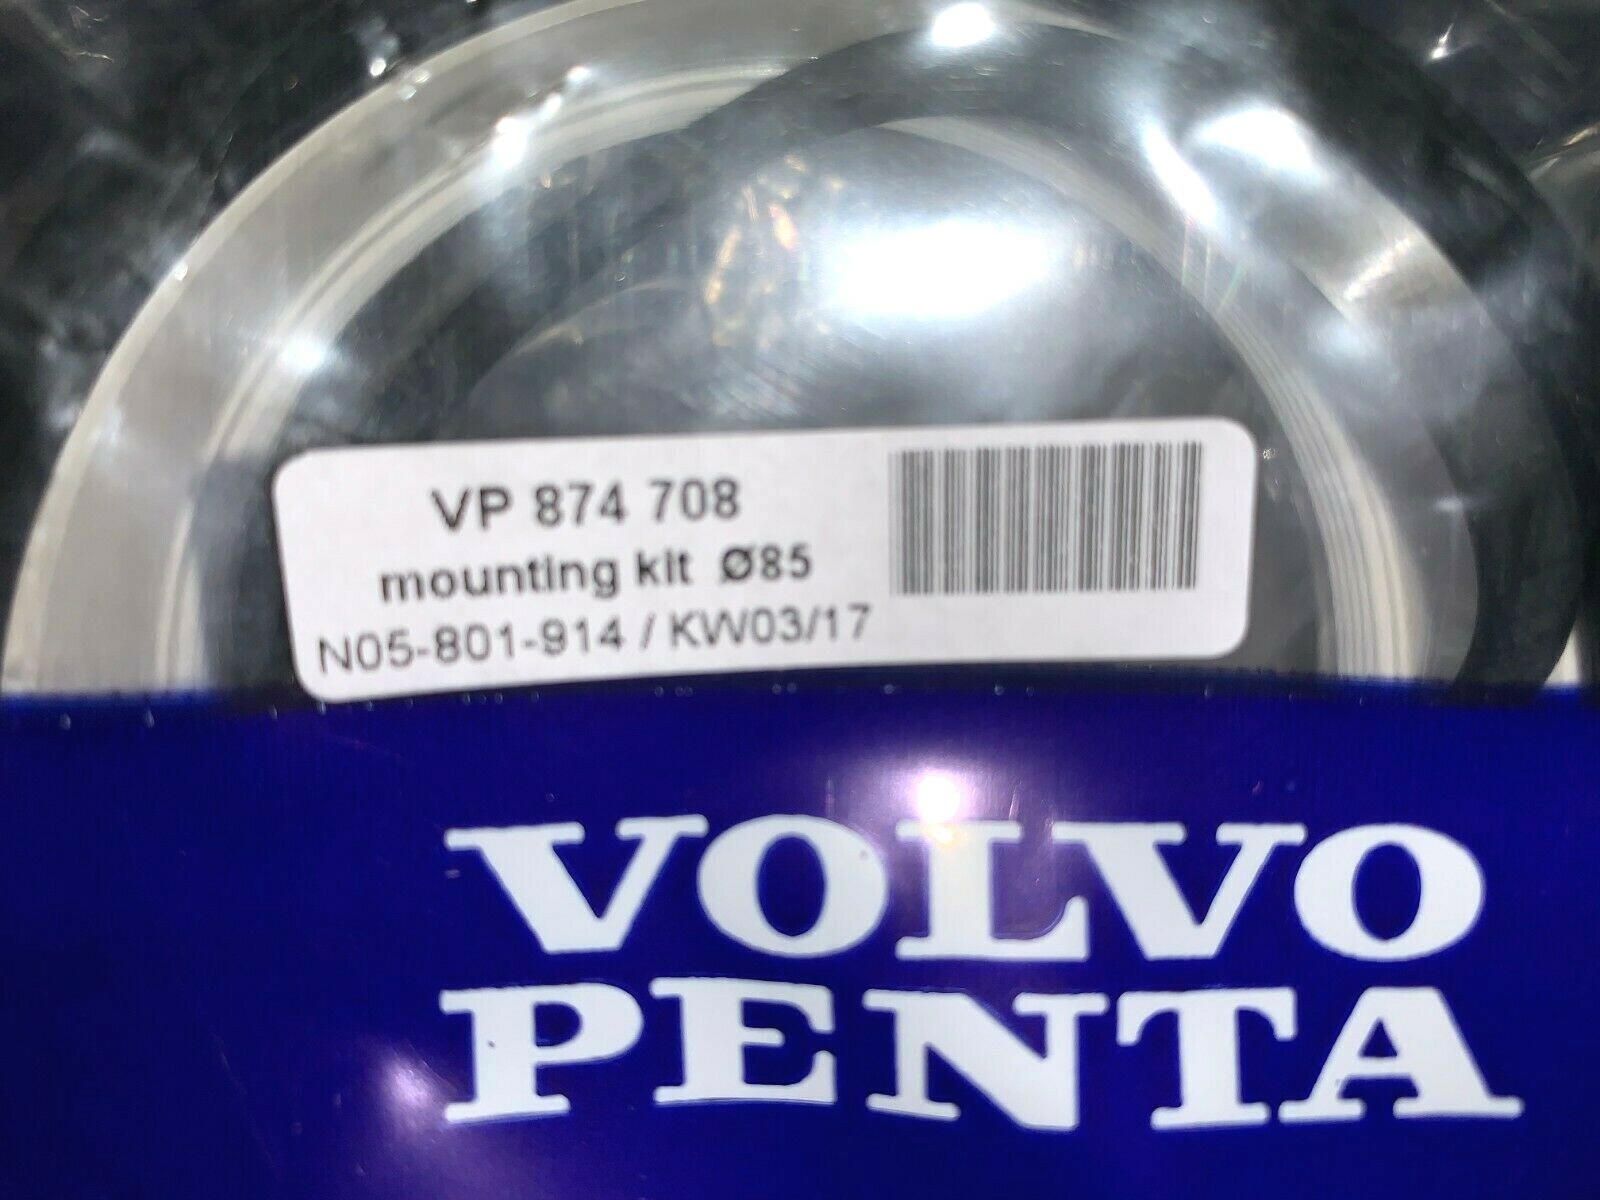 VP 874 708
mounting kit Ø85
N05-801-914 / KW03/17
VOLVO
PENTA